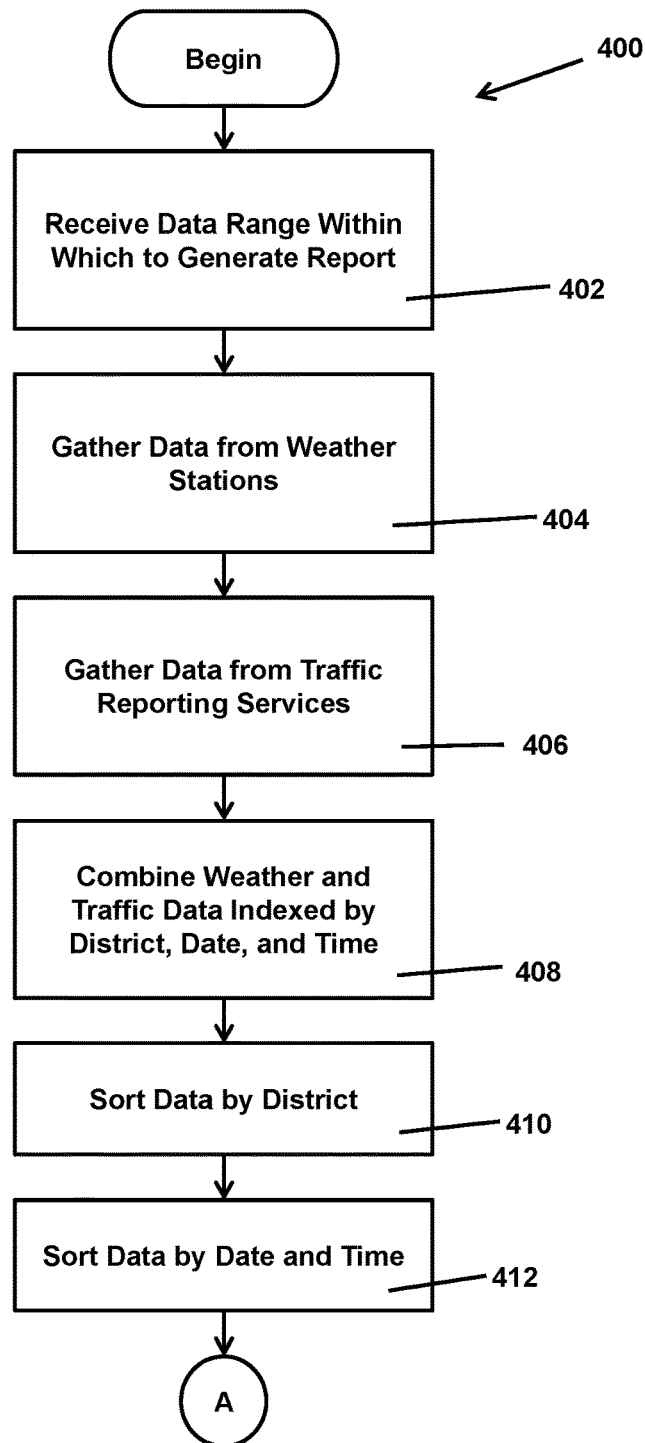 Begin
400
Receive Data Range Within
Which to Generate Report
402
Gather Data from Weather
Stations
404
Gather Data from Traffic
Reporting Services
406
Combine Weather and
Traffic Data Indexed by
District, Date, and Time
408
Sort Data by District
410
Sort Data by Date and Time
412
A